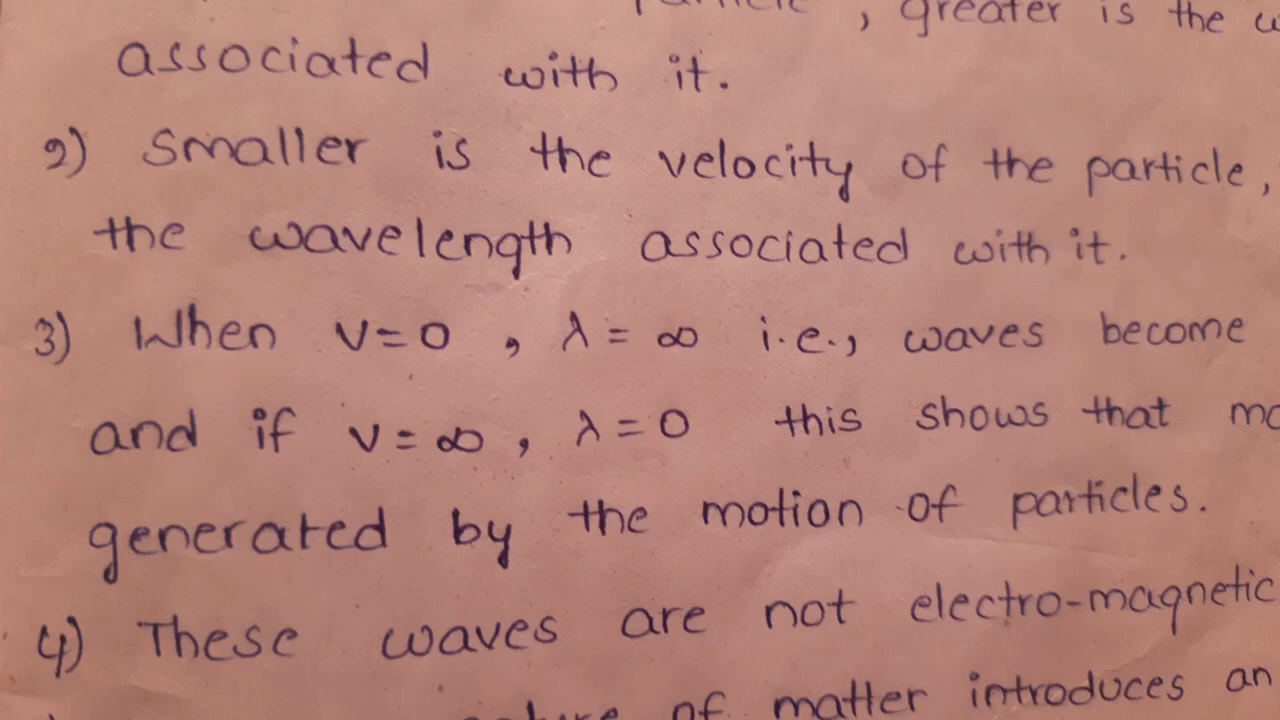 , greater is the
associated with it.
2) Smaller is the velocity of the particle,
the wavelength associated with it.
3) When v=0 , λ = ∞ i.e., waves become
and if v=∞, λ=0 this shows that
generated by the motion of particles.
4) These waves are not electro-magnetic
of matter introduces an